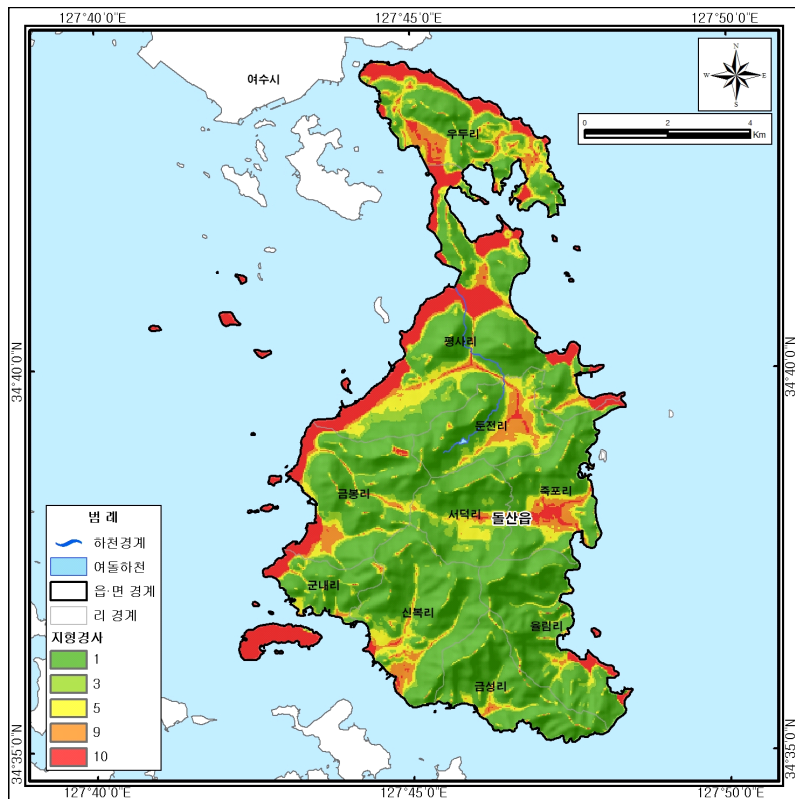 127°40'0"E 127°45'0"E 127°50'0"E
여수시
N
W E
S
0 2 4
Km
우두리
34°40'0"N 34°40'0"N
평사리
둔전리
금봉리
죽포리
서덕리
돌산읍
군내리
신복리
율림리
금성리
범 례
하천경계
여돌하천
읍·면 경계
리 경계
지형경사
1
3
5
9
10
34°35'0"N 34°35'0"N
127°40'0"E 127°45'0"E 127°50'0"E